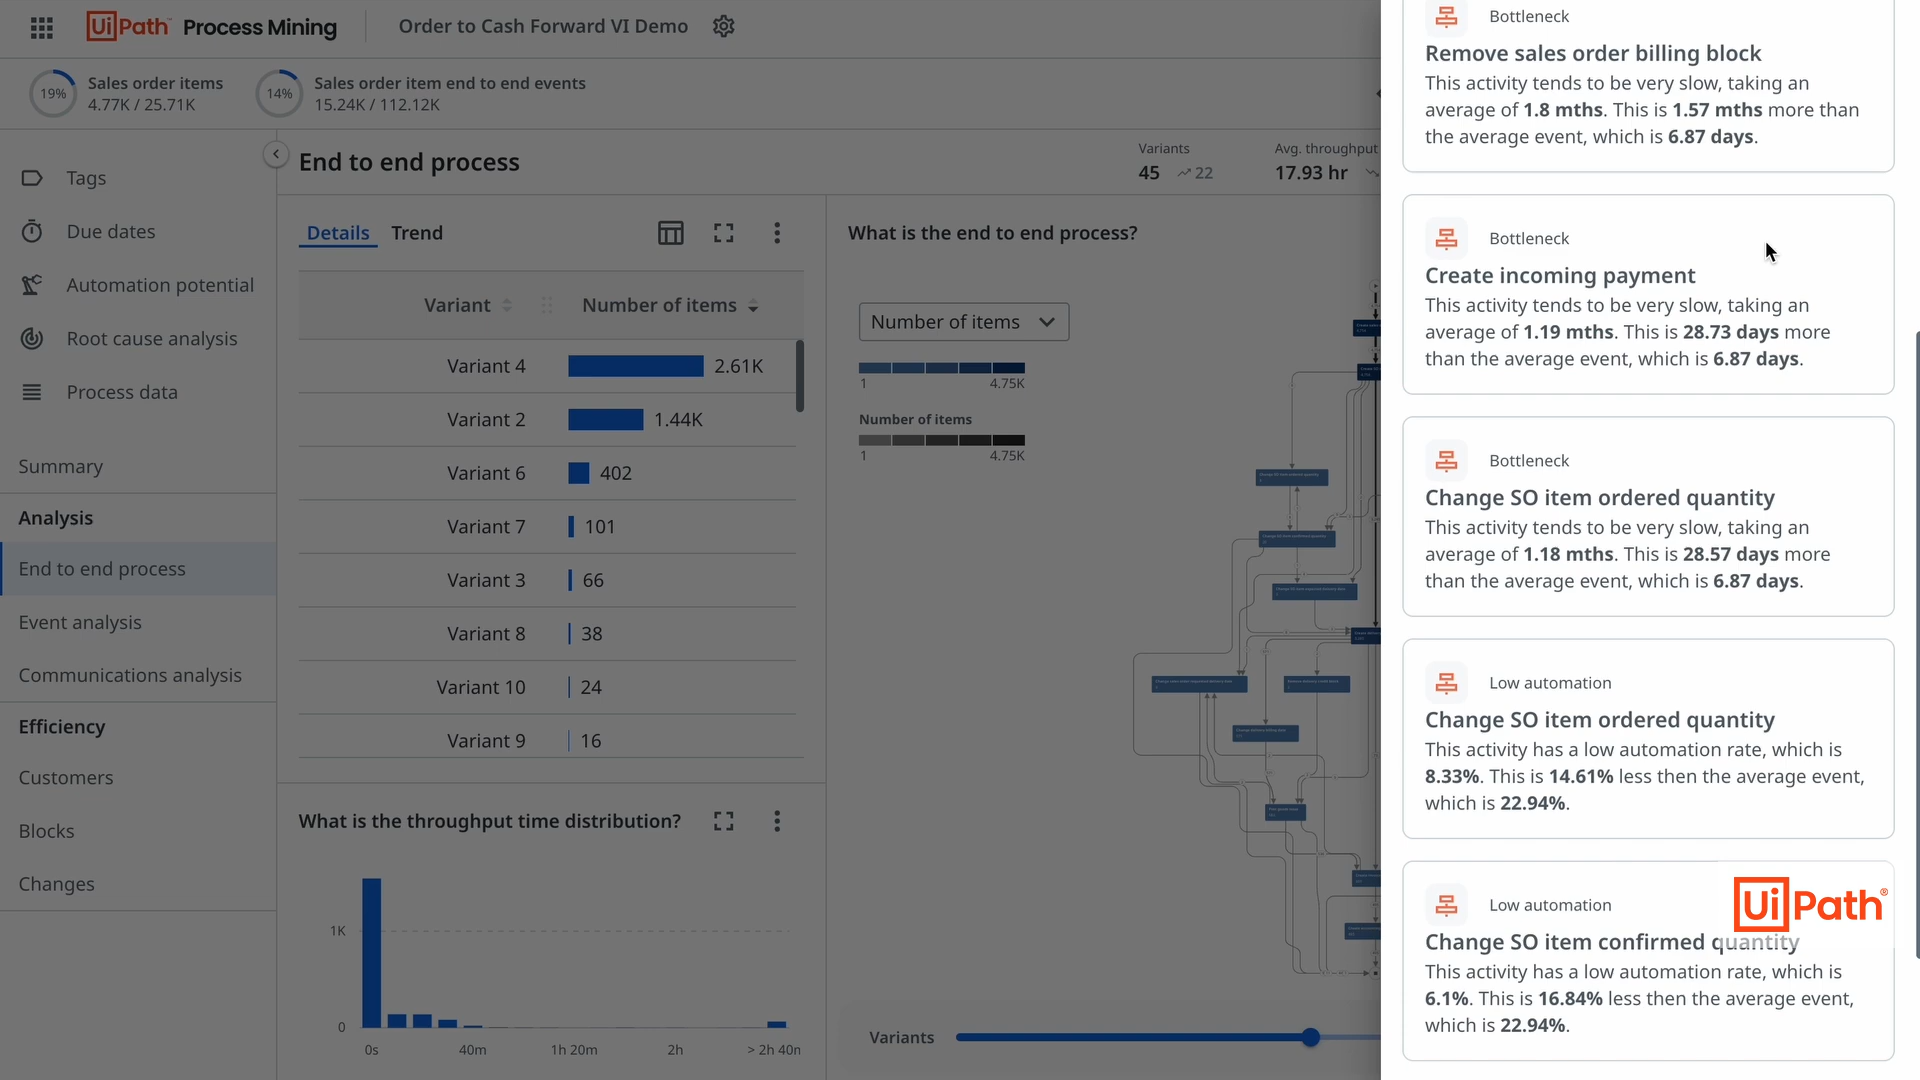 UiPath Process Mining
Order to Cash Forward VI Demo
19%
Sales order items
4.77K / 25.71K
14%
Sales order item end to end events
15.24K / 112.12K
Tags
Due dates
Automation potential
Root cause analysis
Process data
Summary
Analysis
End to end process
Event analysis
Communications analysis
Efficiency
Customers
Blocks
Changes
End to end process
Variants
45 22
Avg. throughput
17.93 hr
Details Trend
Variant Number of items
Variant 4 2.61K
Variant 2 1.44K
Variant 6 402
Variant 7 101
Variant 3 66
Variant 8 38
Variant 10 24
Variant 9 16
What is the throughput time distribution?
1K
0
0s 40m 1h 20m 2h > 2h 40m
What is the end to end process?
Number of items
1 4.75K
Number of items
1 4.75K
Variants
Bottleneck
Remove sales order billing block
This activity tends to be very slow, taking an
average of 1.8 mths. This is 1.57 mths more than
the average event, which is 6.87 days.
Bottleneck
Create incoming payment
This activity tends to be very slow, taking an
average of 1.19 mths. This is 28.73 days more
than the average event, which is 6.87 days.
Bottleneck
Change SO item ordered quantity
This activity tends to be very slow, taking an
average of 1.18 mths. This is 28.57 days more
than the average event, which is 6.87 days.
Low automation
Change SO item ordered quantity
This activity has a low automation rate, which is
8.33%. This is 14.61% less then the average event,
which is 22.94%.
Low automation
Change SO item confirmed quantity
This activity has a low automation rate, which is
6.1%. This is 16.84% less then the average event,
which is 22.94%.
UiPath®